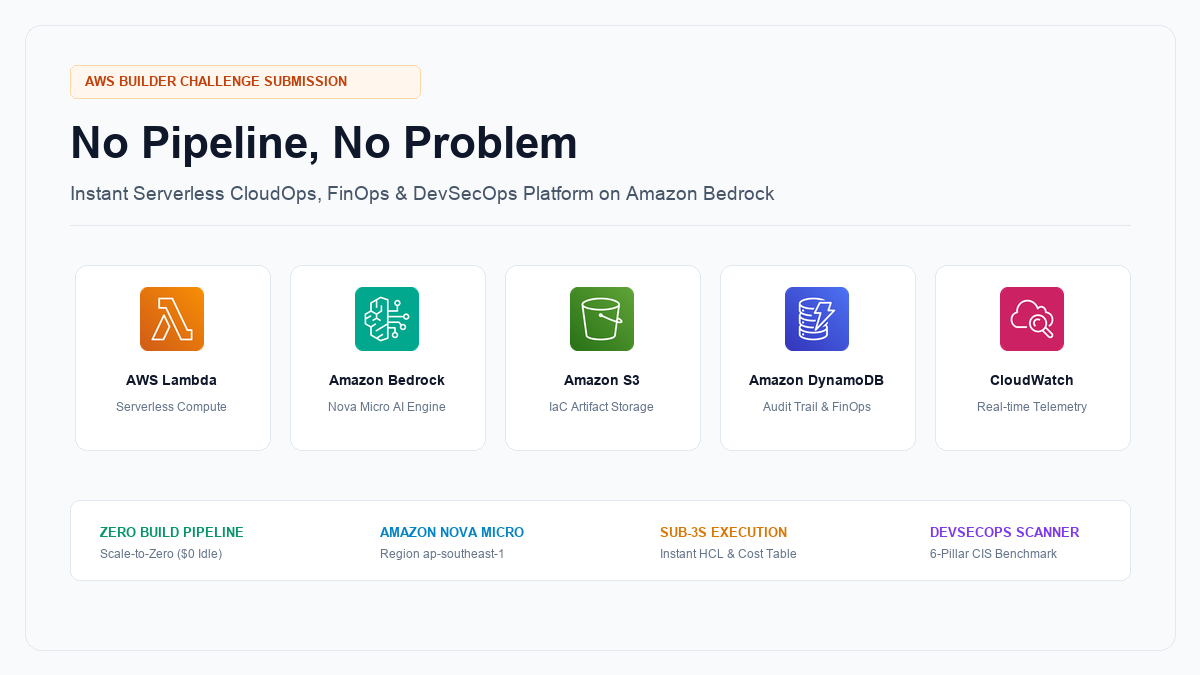 AWS BUILDER CHALLENGE SUBMISSION
No Pipeline, No Problem
Instant Serverless CloudOps, FinOps & DevSecOps Platform on Amazon Bedrock
AWS Lambda
Serverless Compute
Amazon Bedrock
Nova Micro AI Engine
Amazon S3
IaC Artifact Storage
Amazon DynamoDB
Audit Trail & FinOps
CloudWatch
Real-time Telemetry
ZERO BUILD PIPELINE
Scale-to-Zero ($0 Idle)
AMAZON NOVA MICRO
Region ap-southeast-1
SUB-3S EXECUTION
Instant HCL & Cost Table
DEVSECOPS SCANNER
6-Pillar CIS Benchmark